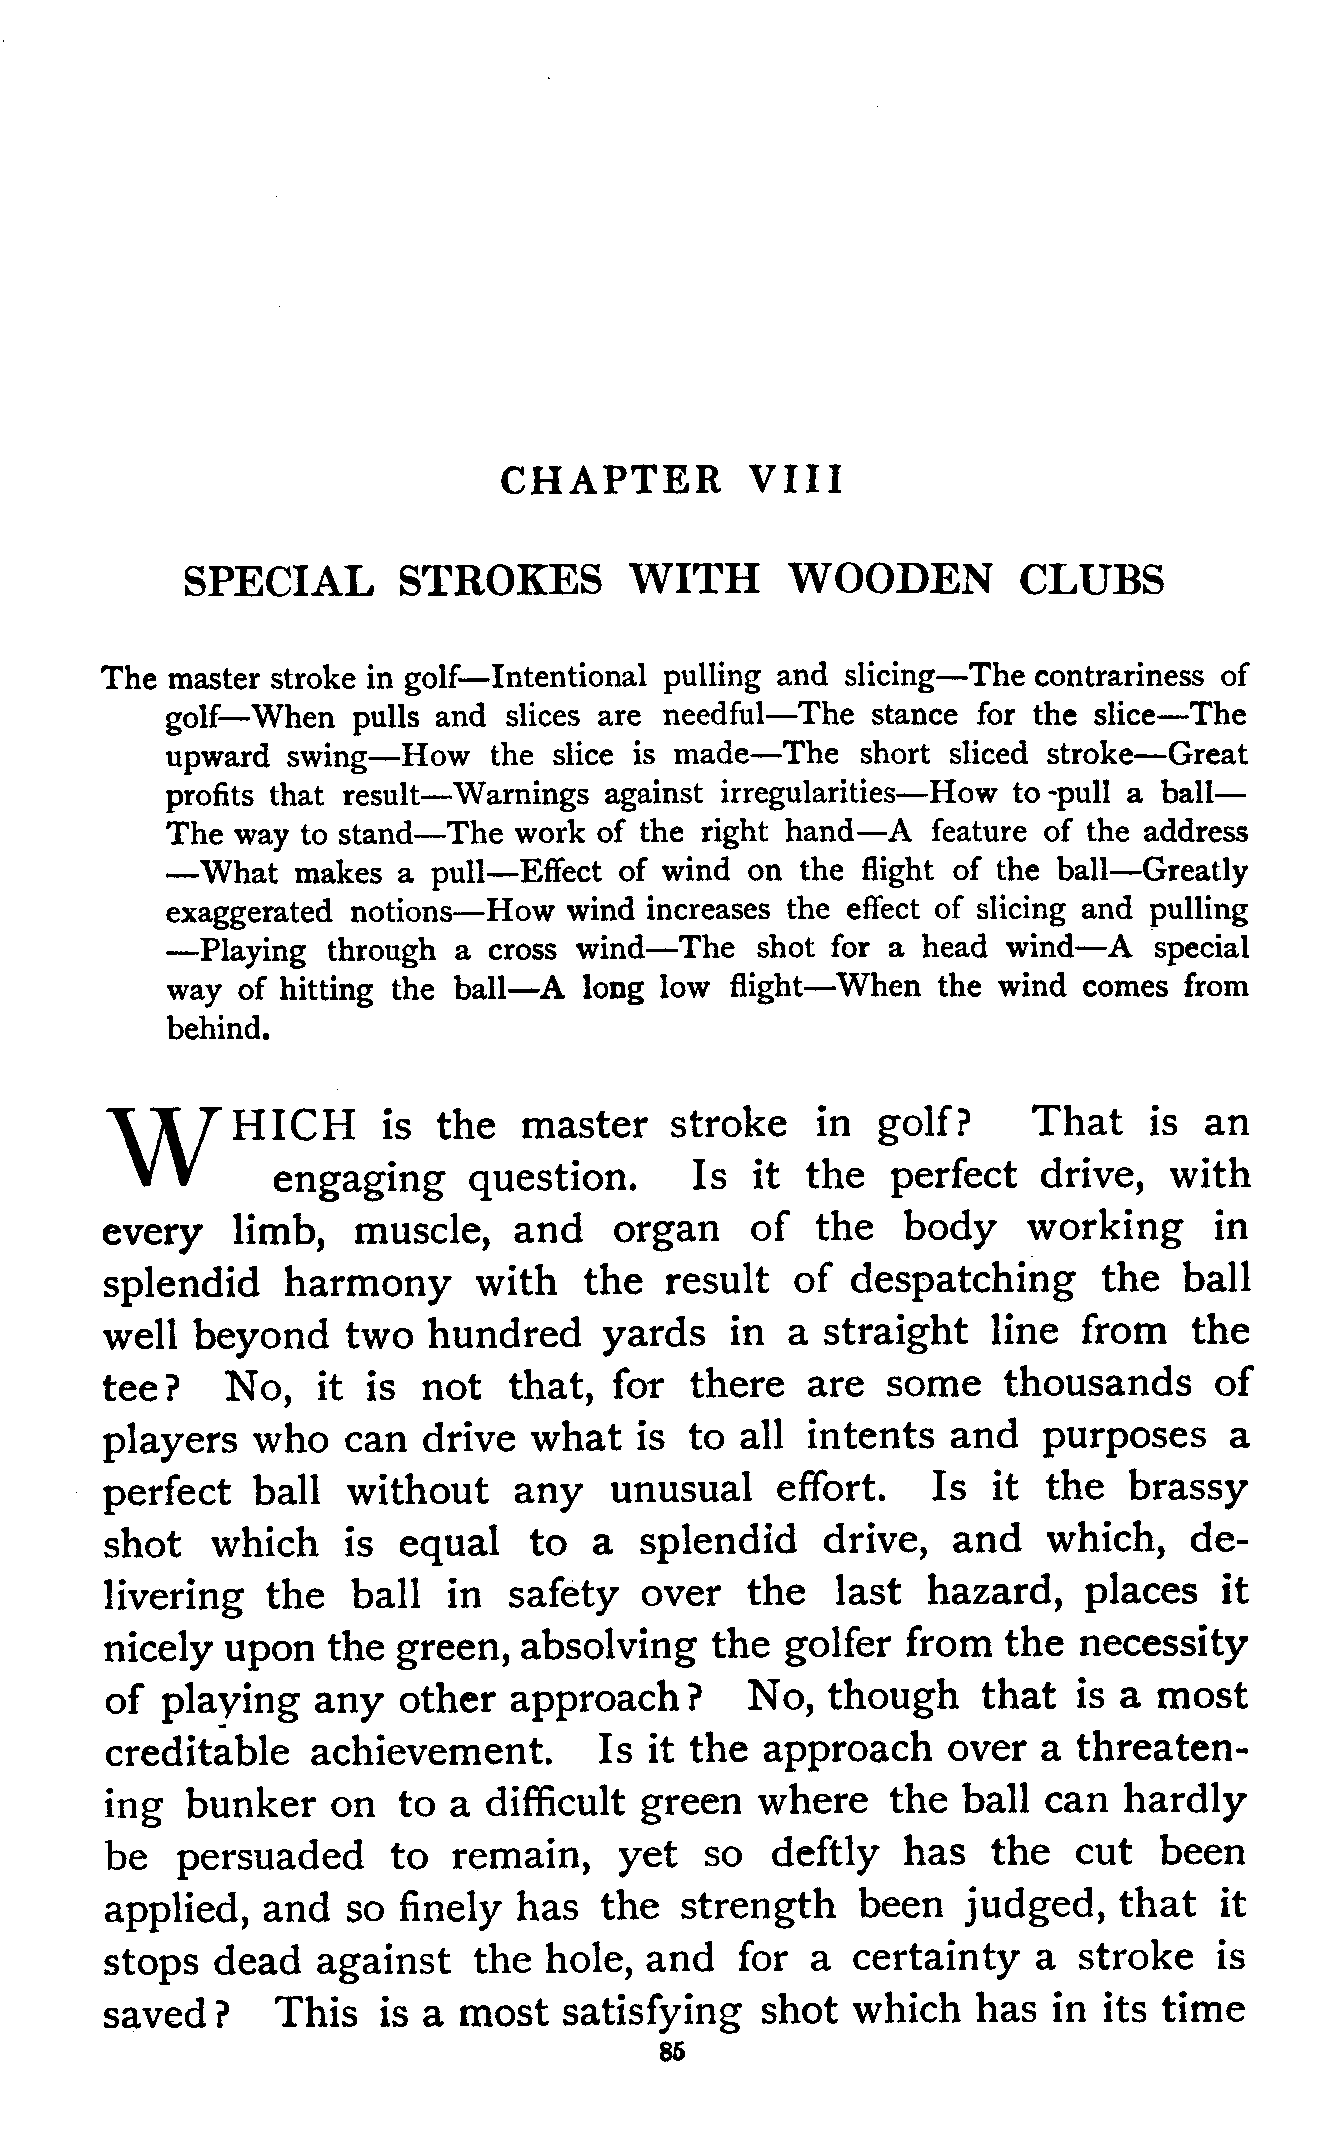 CHAPTER VIII
SPECIAL STROKES WITH WOODEN CLUBS
The master stroke in golf—Intentional pulling and slicing—The contrariness of
golf—When pulls and slices are needful—The stance for the slice—The
upward swing—How the slice is made—The short sliced stroke—Great
profits that result—Warnings against irregularities—How to -pull a ball—
The way to stand—The work of the right hand—A feature of the address
—What makes a pull—Effect of wind on the flight of the ball—Greatly
exaggerated notions—How wind increases the effect of slicing and pulling
—Playing through a cross wind—The shot for a head wind—A special
way of hitting the ball—A long low flight—When the wind comes from
behind.
WHICH is the master stroke in golf? That is an
engaging question. Is it the perfect drive, with
every limb, muscle, and organ of the body working in
splendid harmony with the result of despatching the ball
well beyond two hundred yards in a straight line from the
tee? No, it is not that, for there are some thousands of
players who can drive what is to all intents and purposes a
perfect ball without any unusual effort. Is it the brassy
shot which is equal to a splendid drive, and which, de-
livering the ball in safety over the last hazard, places it
nicely upon the green, absolving the golfer from the necessity
of playing any other approach? No, though that is a most
creditable achievement. Is it the approach over a threaten-
ing bunker on to a difficult green where the ball can hardly
be persuaded to remain, yet so deftly has the cut been
applied, and so finely has the strength been judged, that it
stops dead against the hole, and for a certainty a stroke is
saved? This is a most satisfying shot which has in its time
85